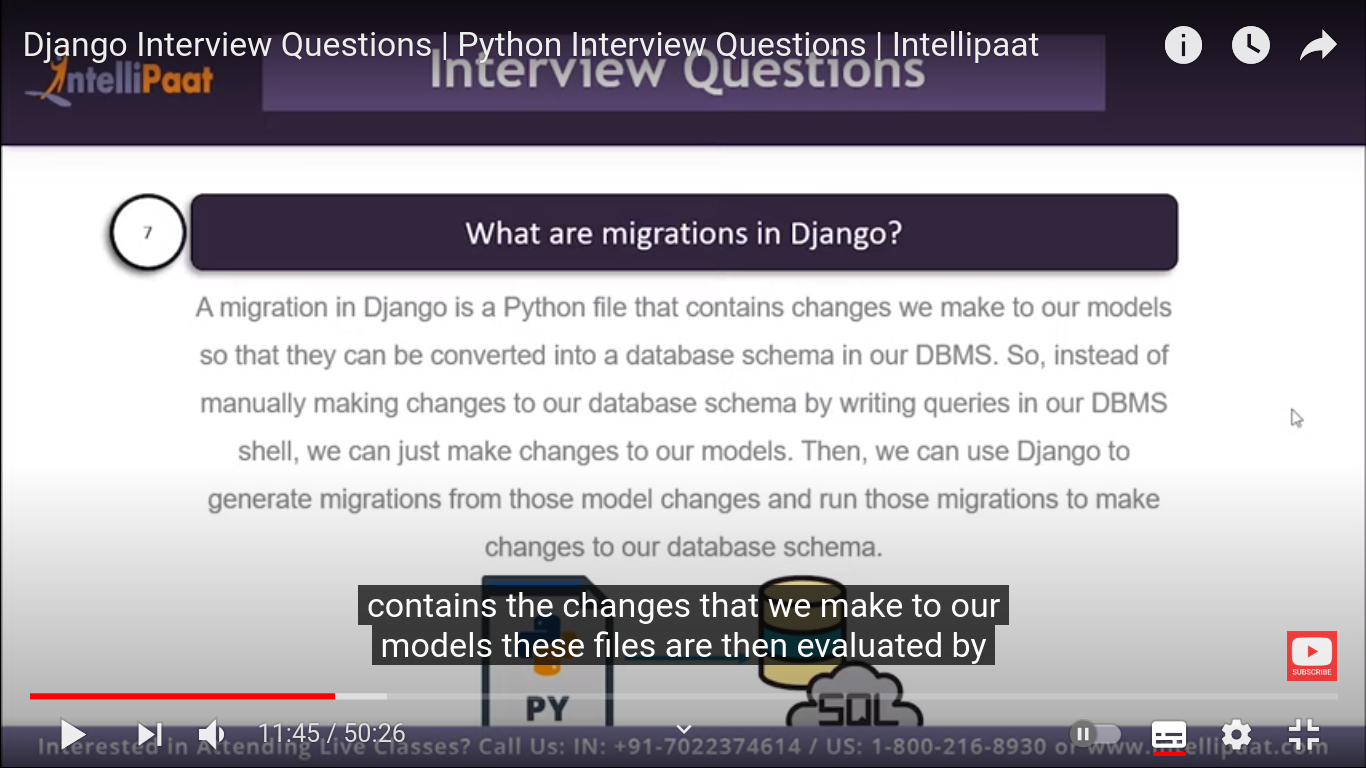 Django Interview Questions | Python Interview Questions | Intellipaat
IntelliPaat
Interview Questions
7
What are migrations in Django?
A migration in Django is a Python file that contains changes we make to our models
so that they can be converted into a database schema in our DBMS. So, instead of
manually making changes to our database schema by writing queries in our DBMS
shell, we can just make changes to our models. Then, we can use Django to
generate migrations from those model changes and run those migrations to make
changes to our database schema.
contains the changes that we make to our
models these files are then evaluated by
SUBSCRIBE
PY
SQL
11:45 / 50:26
Interested in Attending Live Classes? Call Us: IN: +91-7022374614 / US: 1-800-216-8930 or www.intellipaat.com